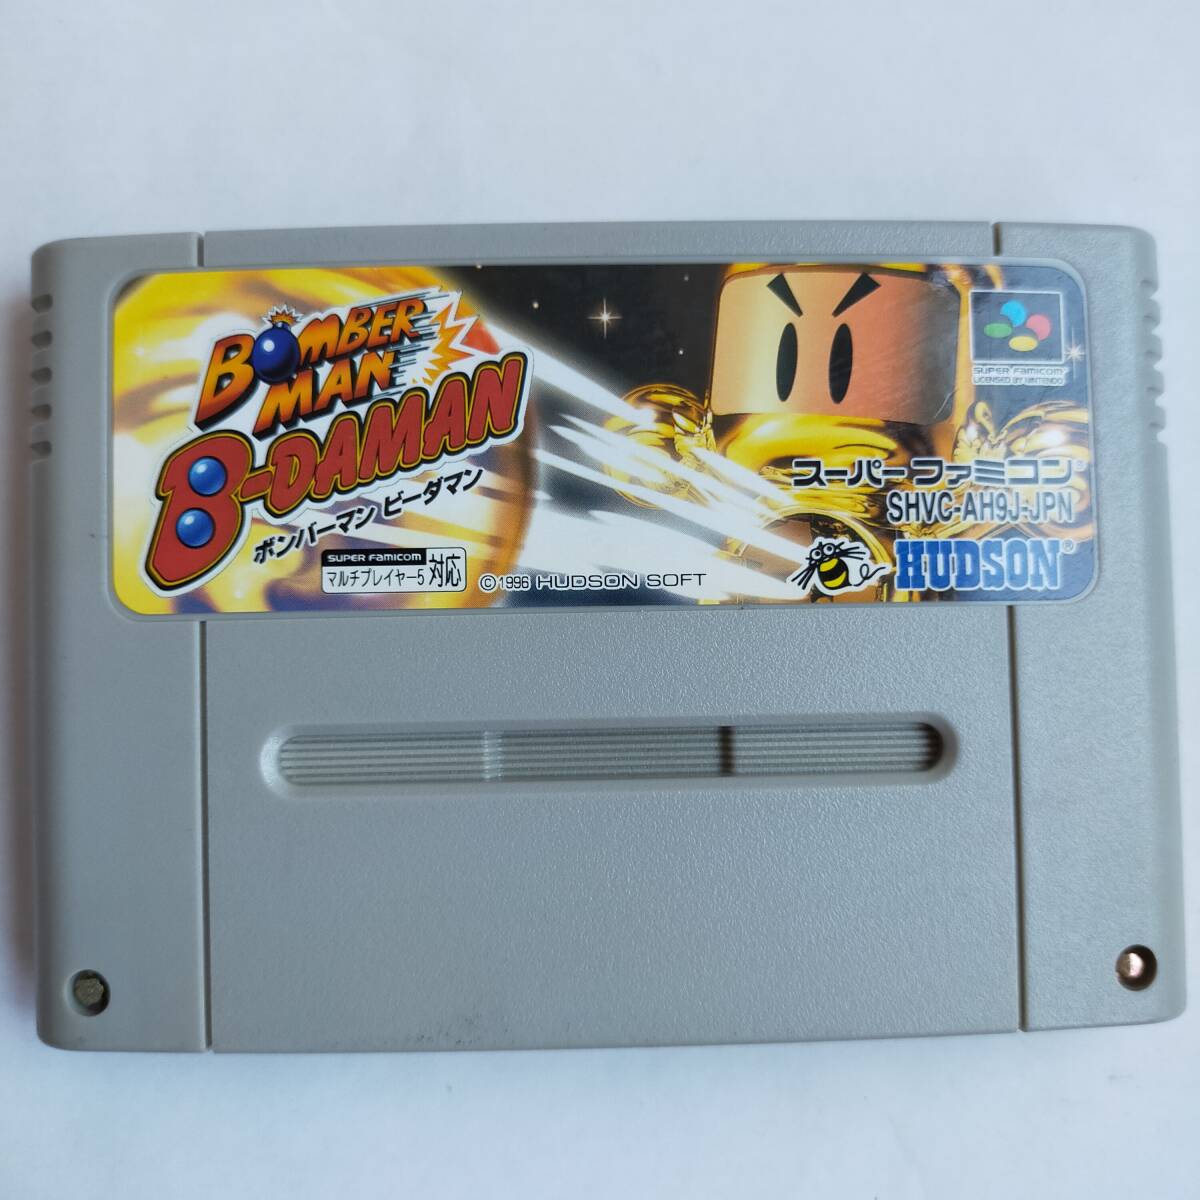 BOMBER
MAN
B-DAMAN
ボンバーマン ビーダマン
SUPER FAMICOM
マルチプレイヤー5 対応
©1996 HUDSON SOFT
SUPER FAMICOM
LICENSED BY NINTENDO
スーパーファミコン®
SHVC-AH9J-JPN
HUDSON®